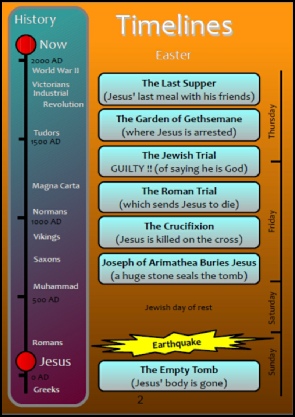 History
Now
2000 AD
World War II
Victorians
Industrial
Revolution
Tudors
1500 AD
Magna Carta
Normans
1000 AD
Vikings
Saxons
Muhammad
500 AD
Romans
Jesus
0 AD
Greeks
Timelines
Easter
The Last Supper
(Jesus' last meal with his friends)
The Garden of Gethsemane
(where Jesus is arrested)
The Jewish Trial
GUILTY !! (of saying he is God)
The Roman Trial
(which sends Jesus to die)
The Crucifixion
(Jesus is killed on the cross)
Joseph of Arimathea Buries Jesus
(a huge stone seals the tomb)
Jewish day of rest
Earthquake
The Empty Tomb
(Jesus' body is gone)
Thursday
Friday
Saturday
Sunday
2